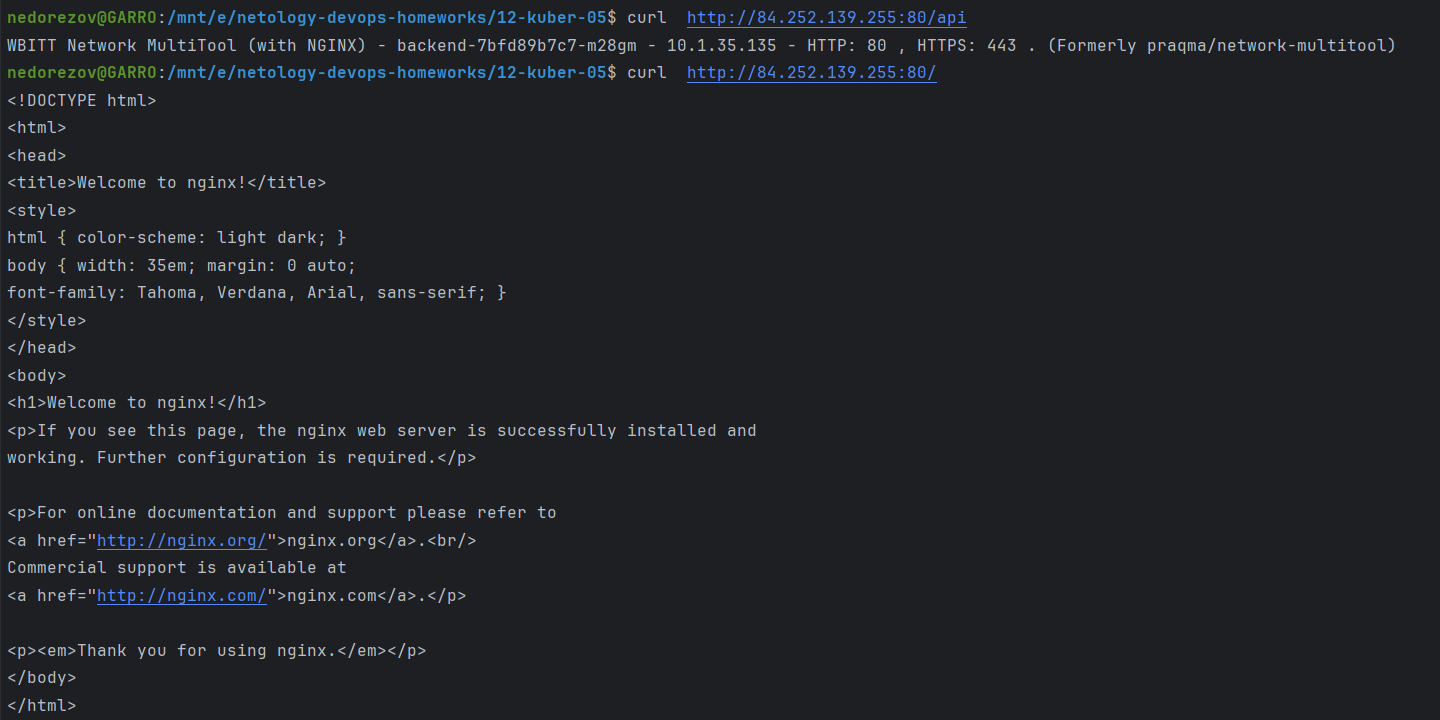 nedorezov@GARRO:/mnt/e/netology-devops-homeworks/12-kuber-05$ curl  http://84.252.139.255:80/api
WBITT Network MultiTool (with NGINX) - backend-7bfd89b7c7-m28gm - 10.1.35.135 - HTTP: 80 , HTTPS: 443 . (Formerly praqma/network-multitool)
nedorezov@GARRO:/mnt/e/netology-devops-homeworks/12-kuber-05$ curl  http://84.252.139.255:80/
<!DOCTYPE html>
<html>
<head>
<title>Welcome to nginx!</title>
<style>
html { color-scheme: light dark; }
body { width: 35em; margin: 0 auto;
font-family: Tahoma, Verdana, Arial, sans-serif; }
</style>
</head>
<body>
<h1>Welcome to nginx!</h1>
<p>If you see this page, the nginx web server is successfully installed and
working. Further configuration is required.</p>

<p>For online documentation and support please refer to
<a href="http://nginx.org/">nginx.org</a>.<br/>
Commercial support is available at
<a href="http://nginx.com/">nginx.com</a>.</p>

<p><em>Thank you for using nginx.</em></p>
</body>
</html>